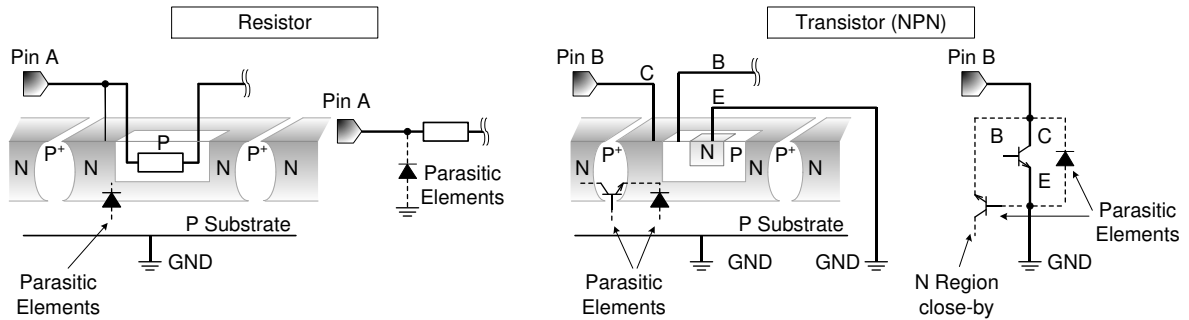 Resistor
Pin A
P
N
P+
N
P+
N
N
P Substrate
GND
Parasitic
Elements
Pin A
Parasitic
Elements
Transistor (NPN)
Pin B
C
B
E
N
P+
N
N
P
P+
N
N
P Substrate
GND
GND
Parasitic
Elements
Pin B
B
C
E
Parasitic
Elements
GND
N Region
close-by